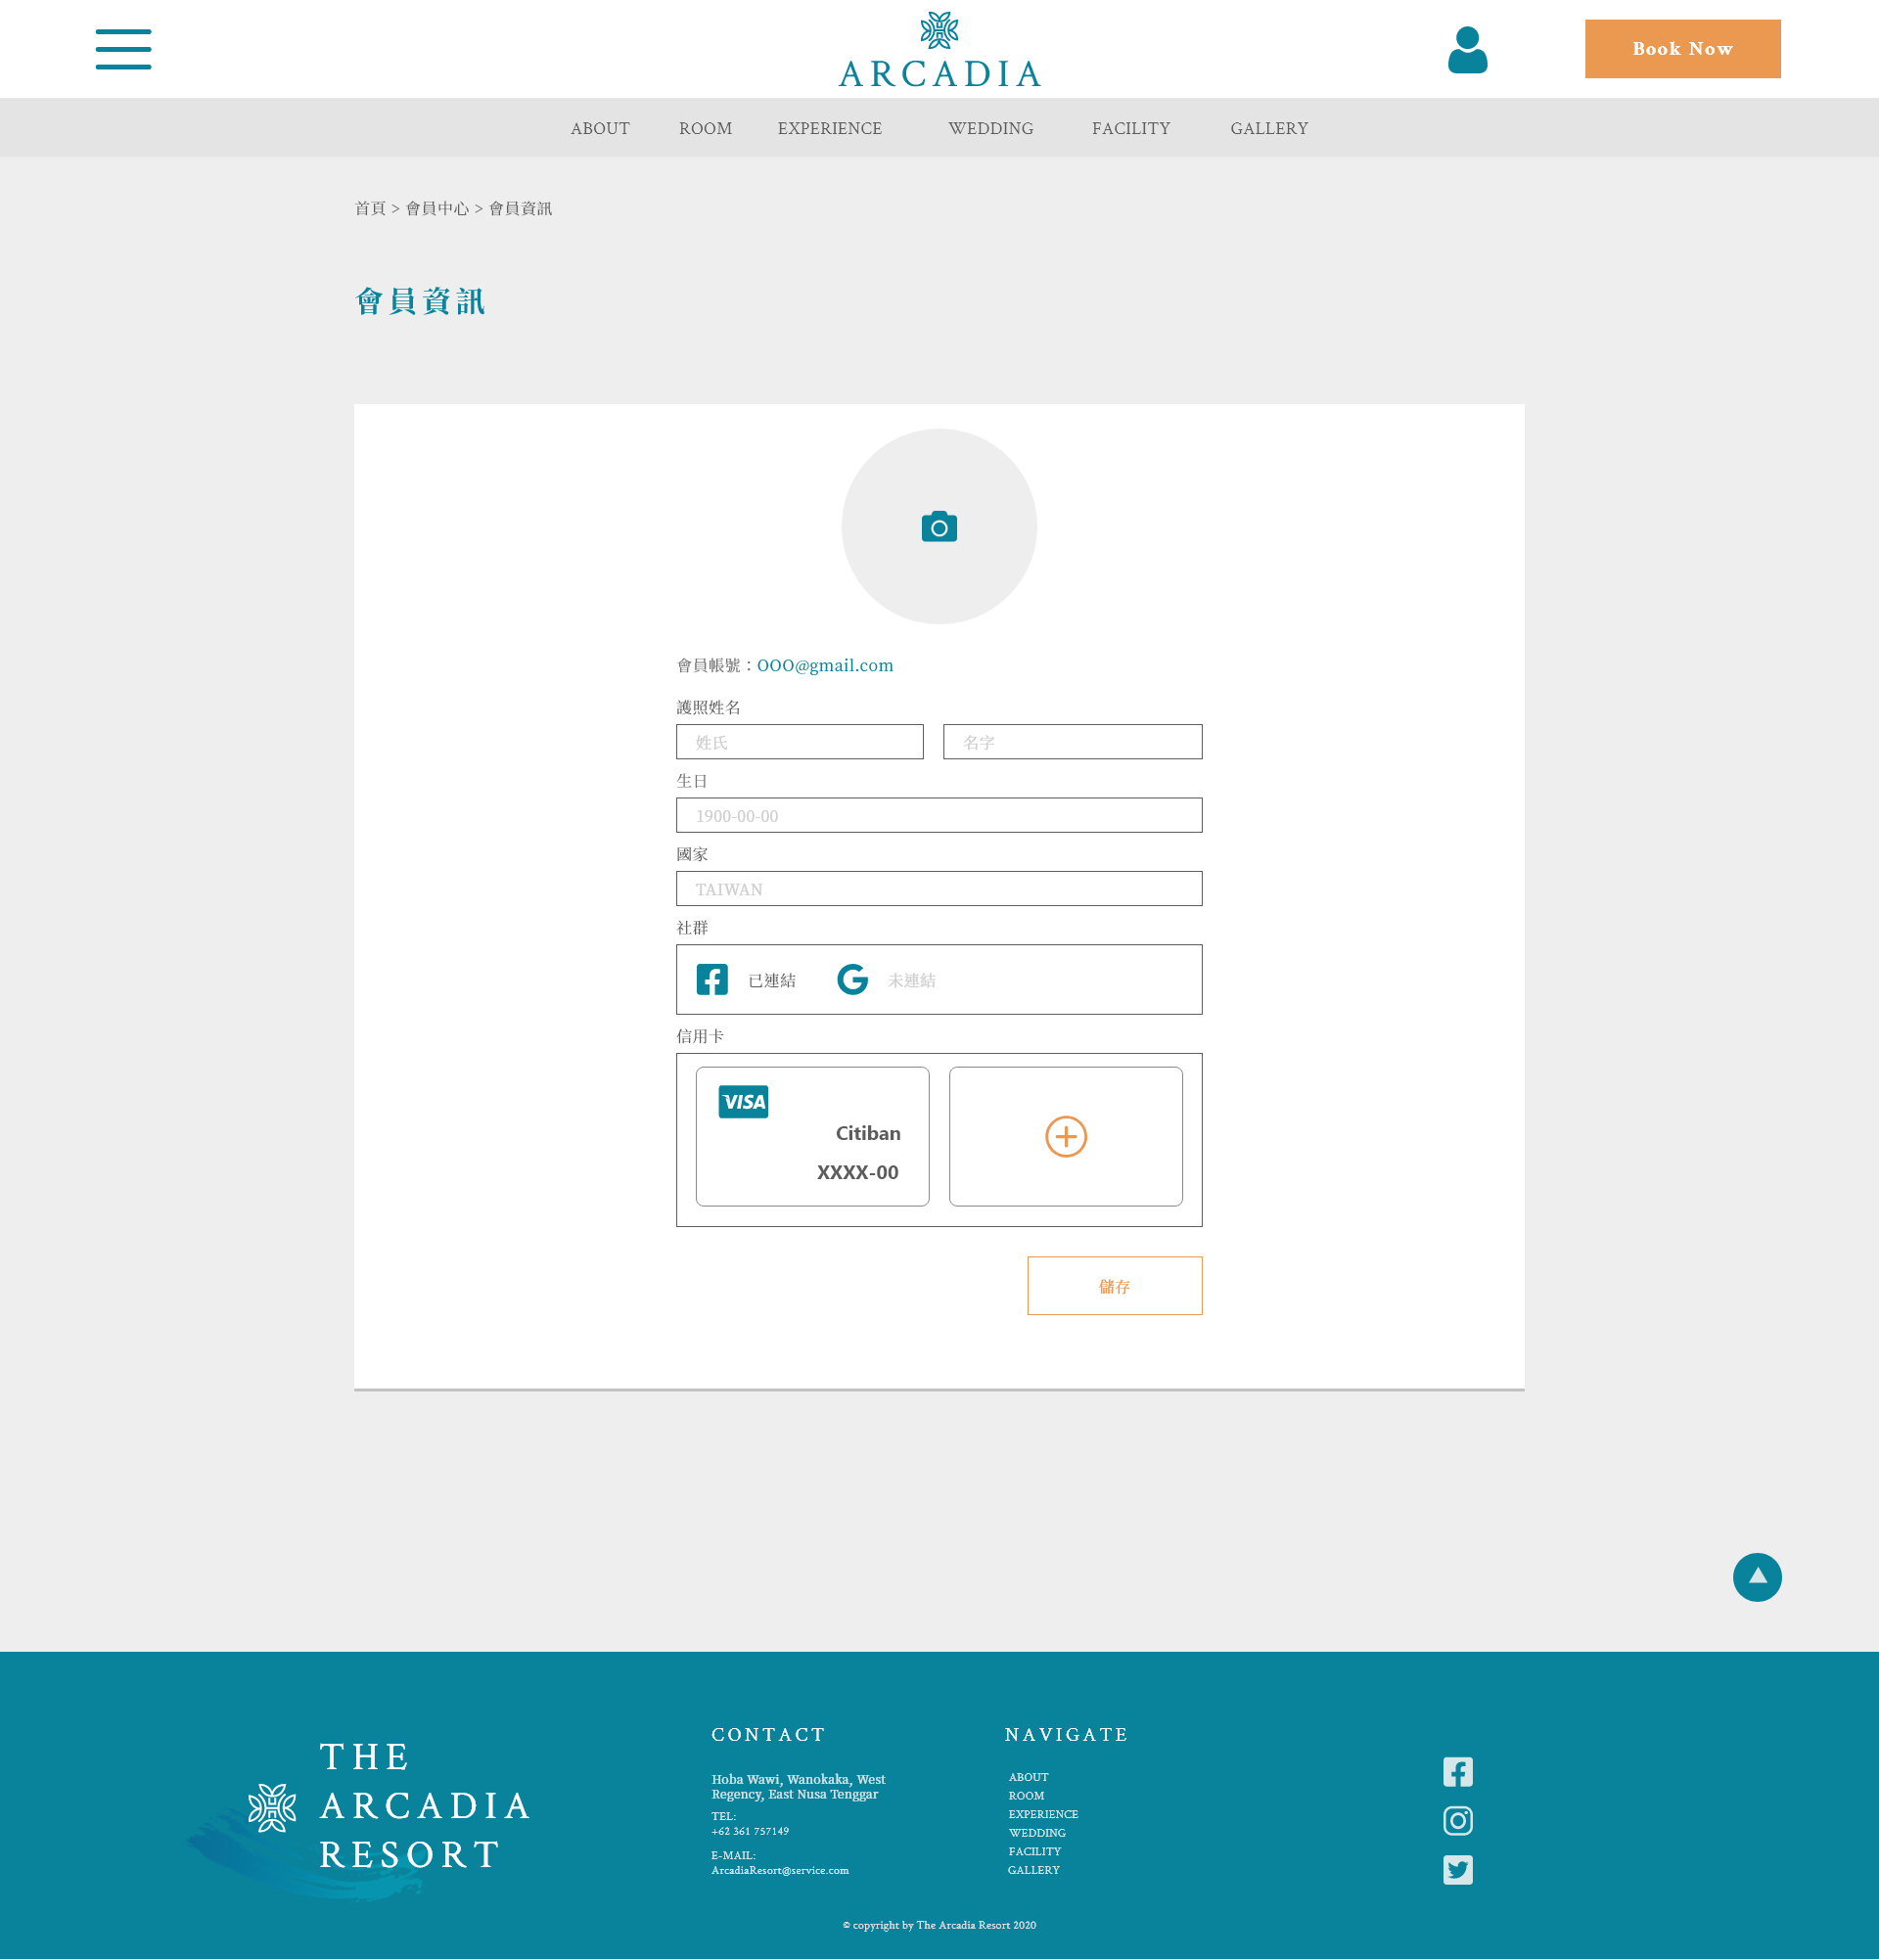 ARCADIA
Book Now
ABOUT ROOM EXPERIENCE WEDDING FACILITY GALLERY
首頁 > 會員中心 > 會員資訊
會員資訊
會員帳號：OOO@gmail.com
護照姓名
姓氏 名字
生日
1900-00-00
國家
TAIWAN
社群
已連結 未連結
信用卡
VISA
Citiban
XXXX-00
儲存
THE
ARCADIA
RESORT
CONTACT
Hoba Wawi, Wanokaka, West
Regency, East Nusa Tenggar
TEL:
+62 361 757149
E-MAIL:
ArcadiaResort@service.com
NAVIGATE
ABOUT
ROOM
EXPERIENCE
WEDDING
FACILITY
GALLERY
© copyright by The Arcadia Resort 2020